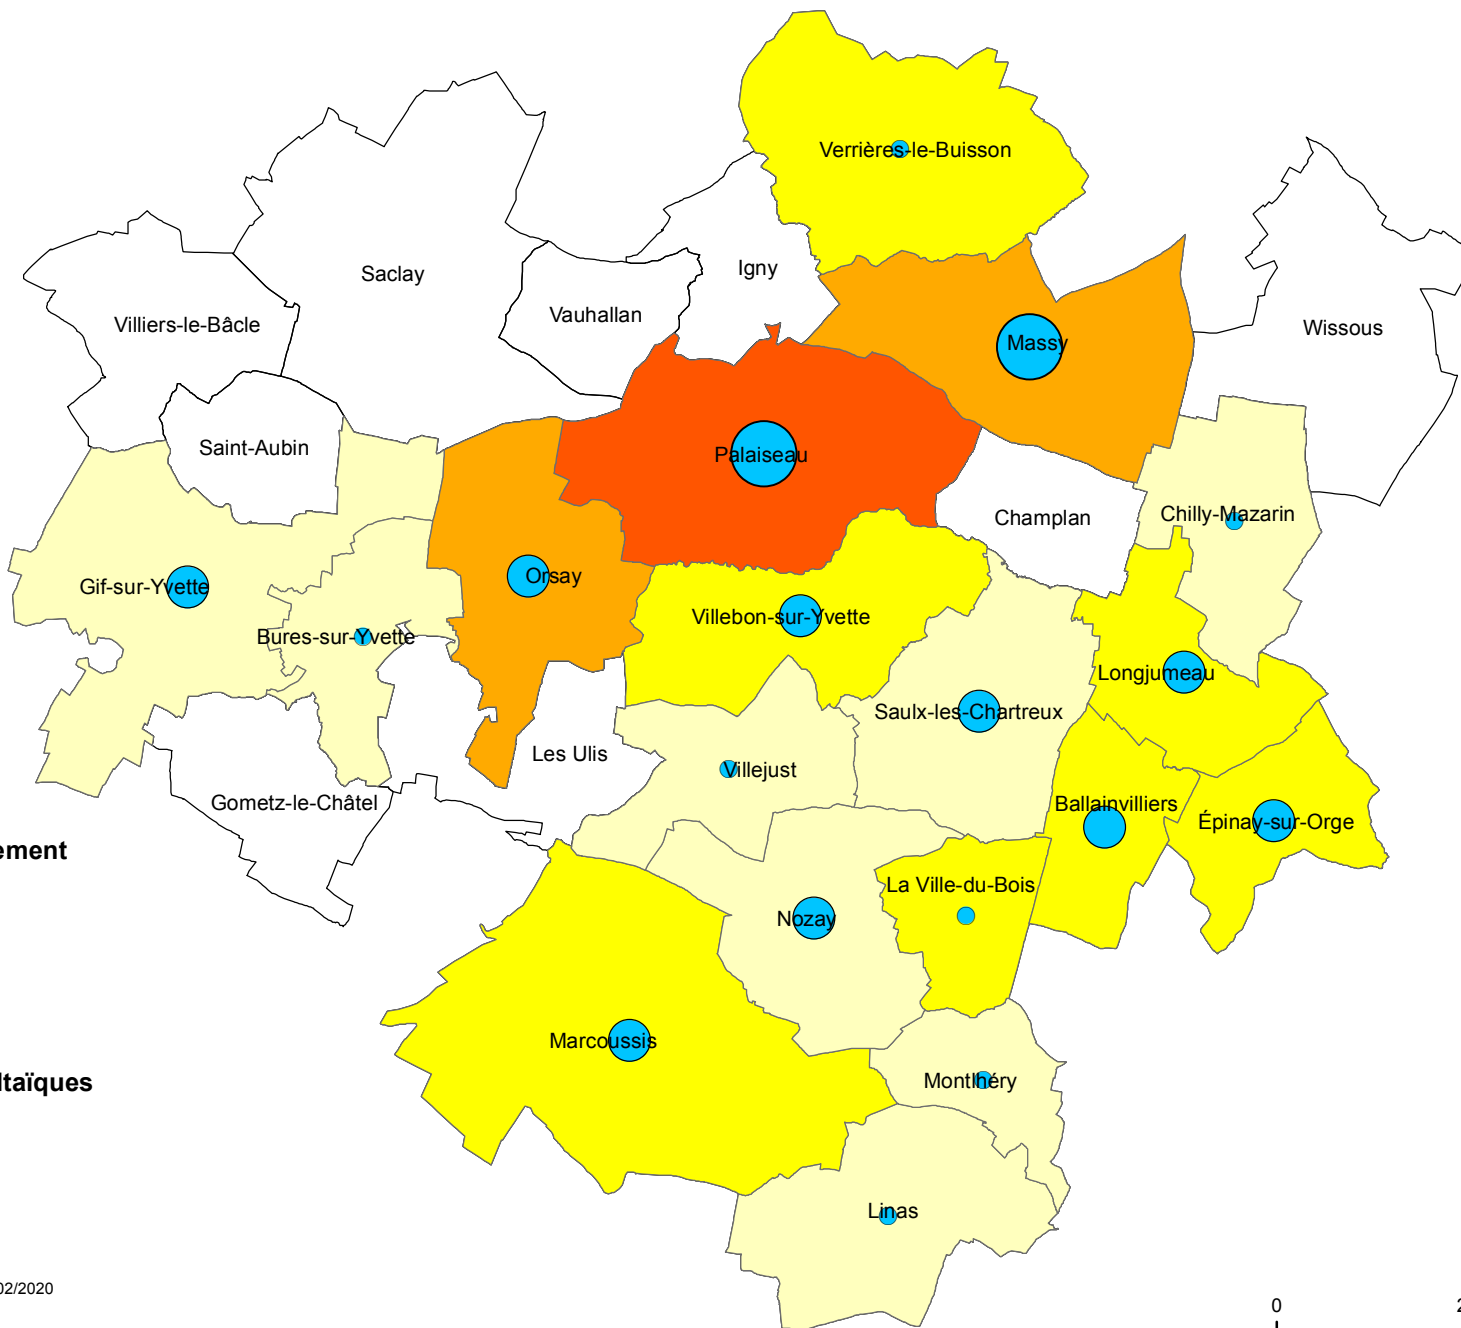 Verrières-le-Buisson
Igny
Saclay
Vauhallan
Villiers-le-Bâcle
Wissous
Massy
Saint-Aubin
Palaiseau
Champlan
Chilly-Mazarin
Orsay
Gif-sur-Yvette
Villebon-sur-Yvette
Bures-sur-Yvette
Longjumeau
Saulx-les-Chartreux
Les Ulis
Villejust
Gometz-le-Châtel
Ballainvilliers
Épinay-sur-Orge
ement
La Ville-du-Bois
Nozay
Marcoussis
Montlhéry
ltaïques
Linas
02/2020
0 2